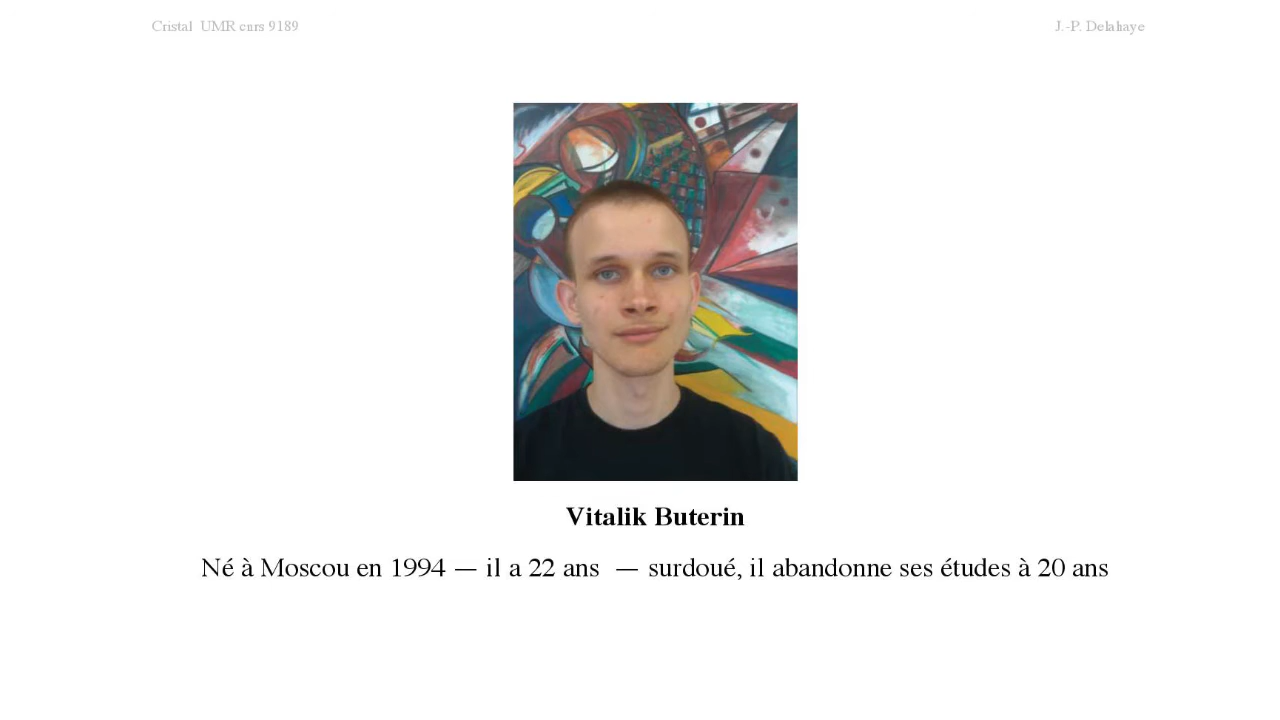 Cristal UMR cnrs 9189
J.-P. Delahaye
Vitalik Buterin
Né à Moscou en 1994 — il a 22 ans — surdoué, il abandonne ses études à 20 ans